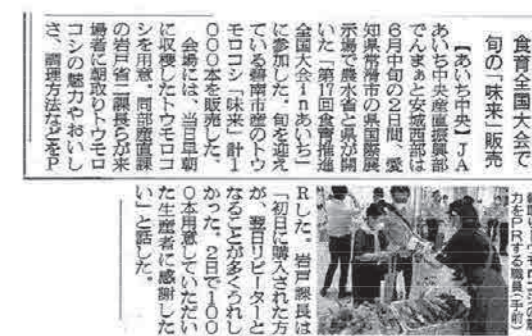 食育全国大会で
旬の「味来」販売
【あいち中央】JA
あいち中央産直振興部
でんまぁと安城西部は
6月中旬の2日間、愛
知県常滑市の県国際展
示場で農水省と県が開
いた「第17回食育推進
全国大会inあいち」
に参加した。旬を迎え
ている碧南市産のトウ
モロコシ「味来」計1
000本を販売した。
会場には、当日早朝
に収穫したトウモロコ
シを用意。同部産直課
の岩戸省二課長らが来
場者に朝取りトウモロ
コシの魅力やおいし
さ、調理方法などをP
Rした。岩戸課長は
「初日に購入された方
が、翌日リピーターと
なることが多くうれし
かった。2日で100
0本用意していただい
た生産者に感謝した
い」と話した。
力をPRする職員(手前)